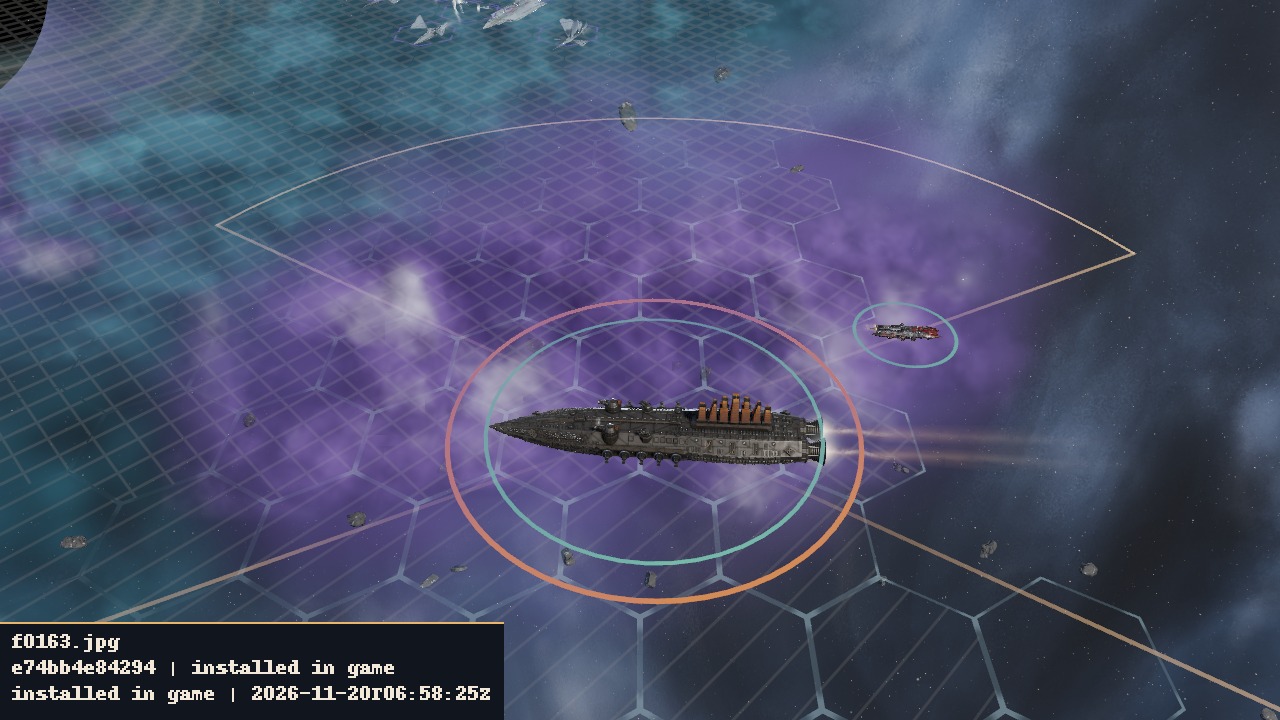 f0163.jpg
e74bb4e84294 | installed in game
installed in game | 2026-11-20T06:58:25Z